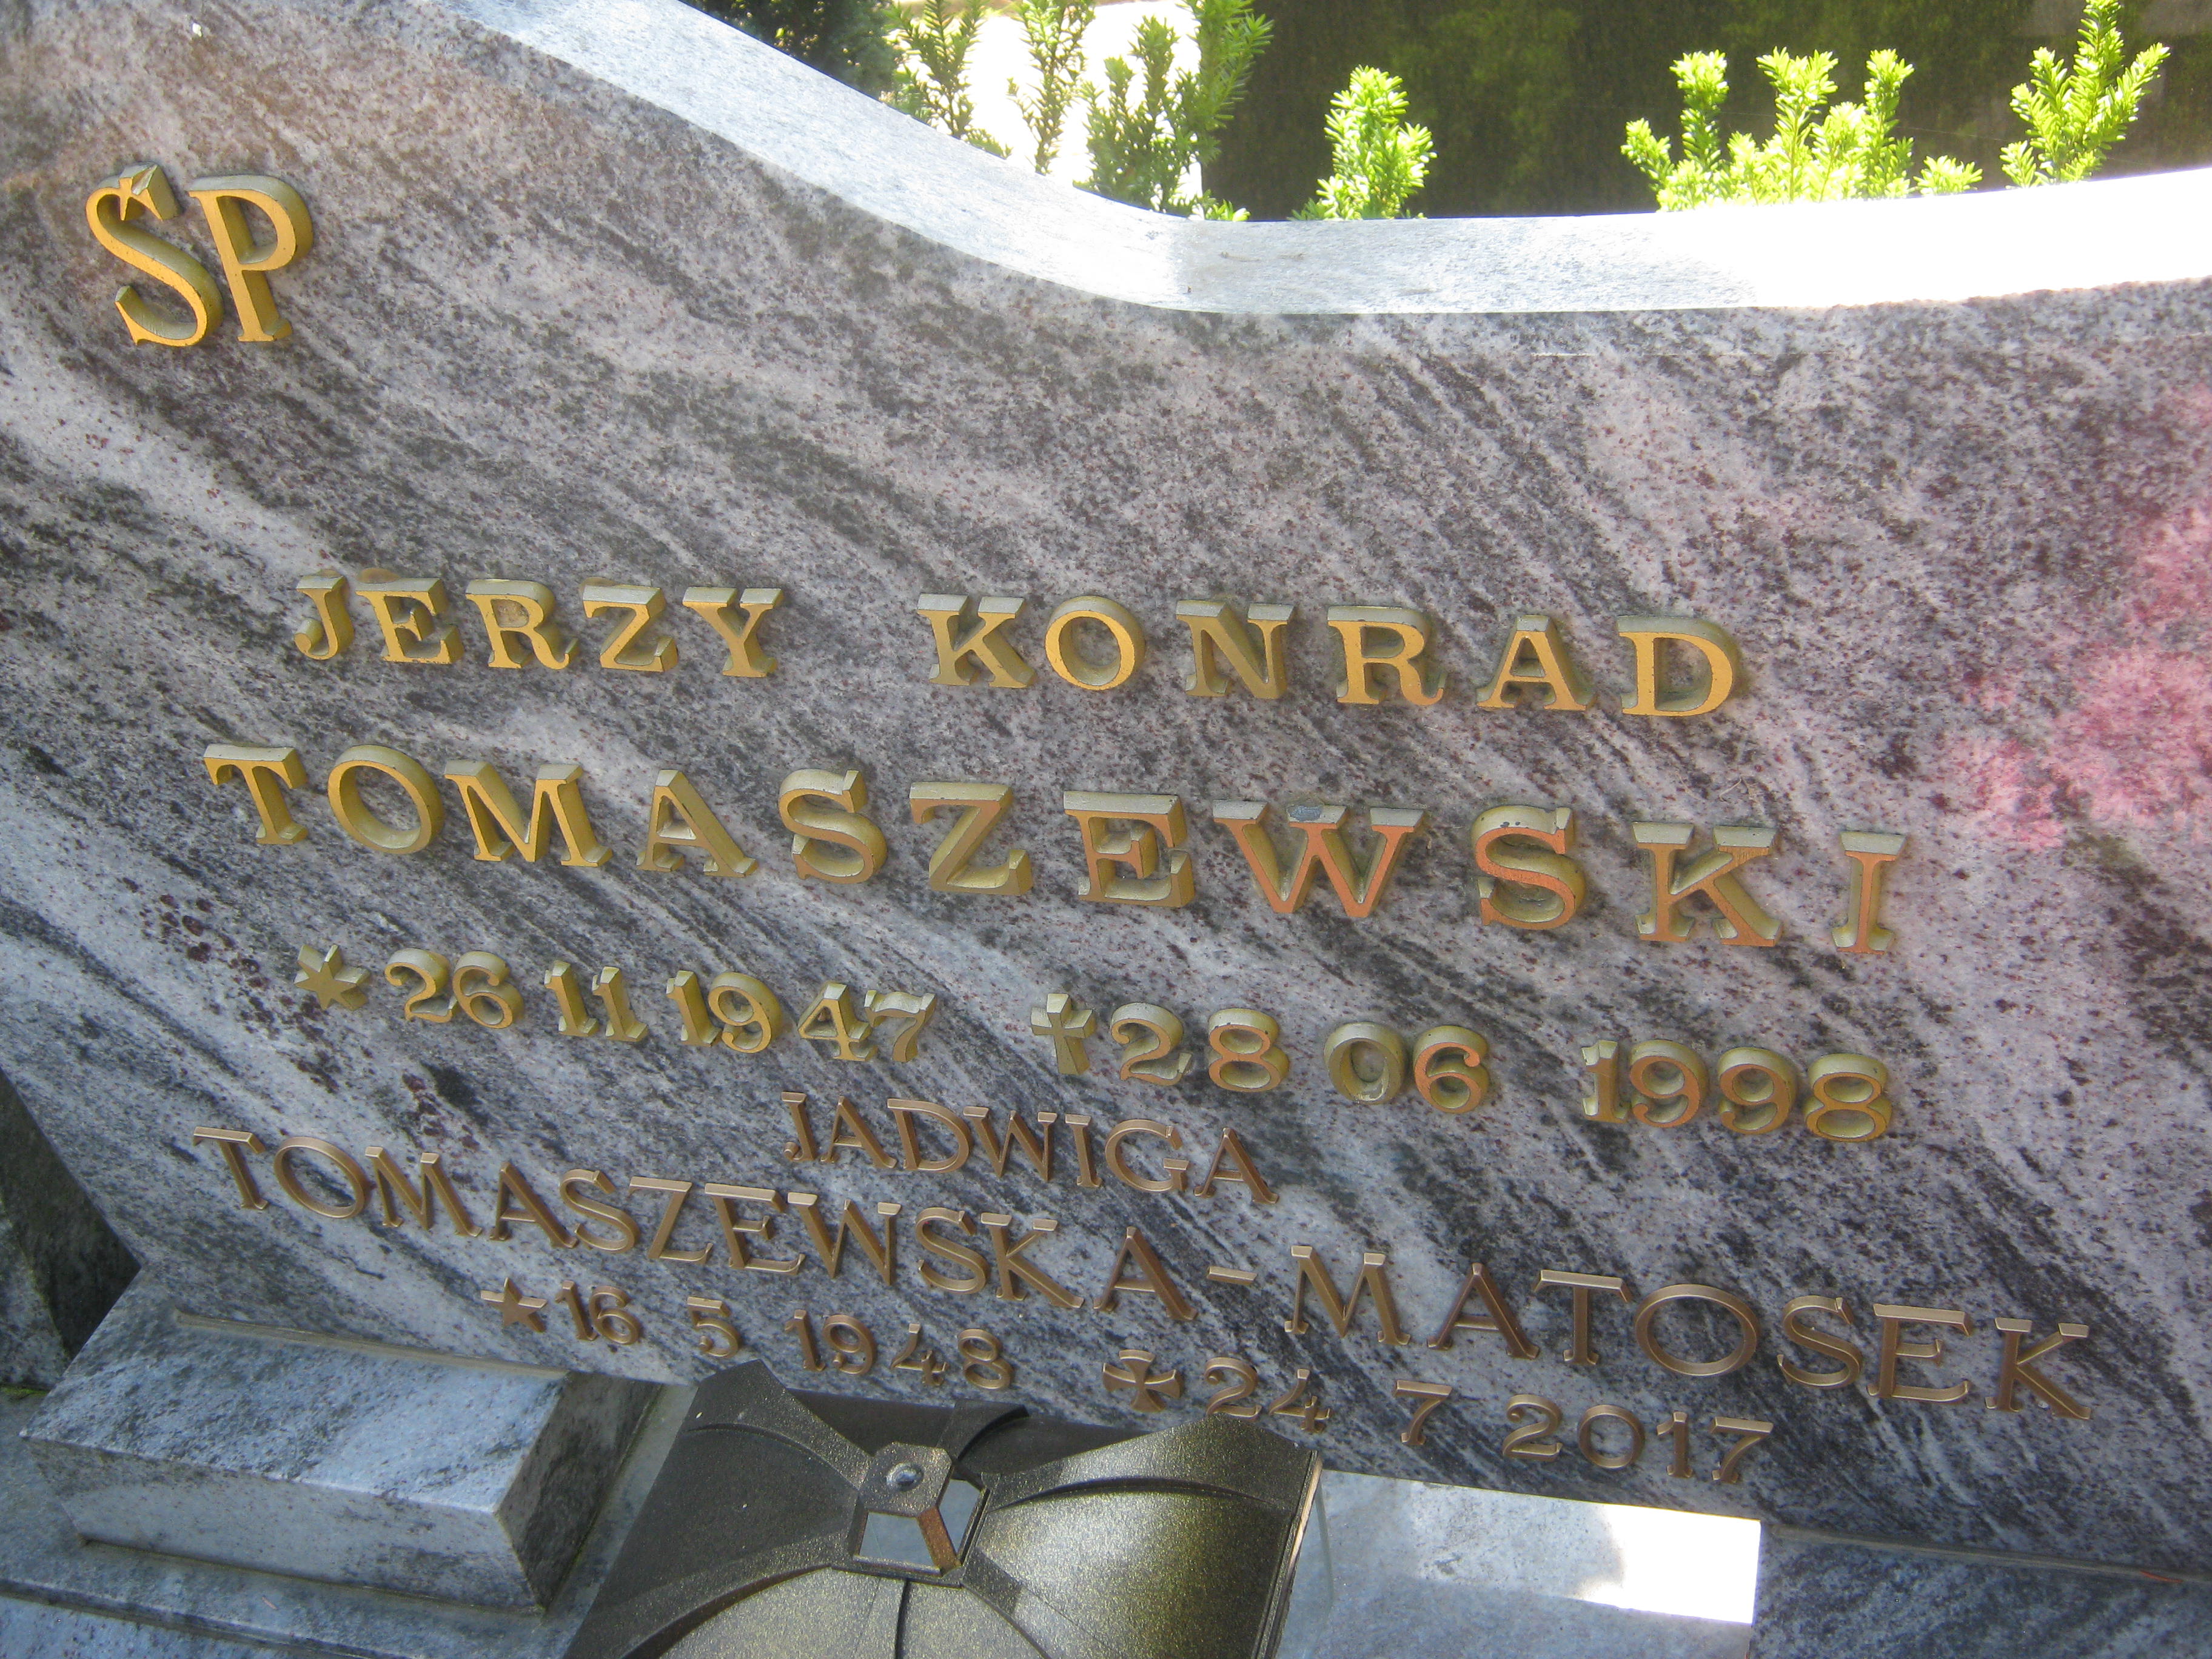 ŚP
JERZY KONRAD
TOMASZEWSKI
★ 26 11 1947 ✝ 28 06 1998
JADWIGA
TOMASZEWSKA-MATOSEK
★ 16 5 1948 ✠ 24 7 2017